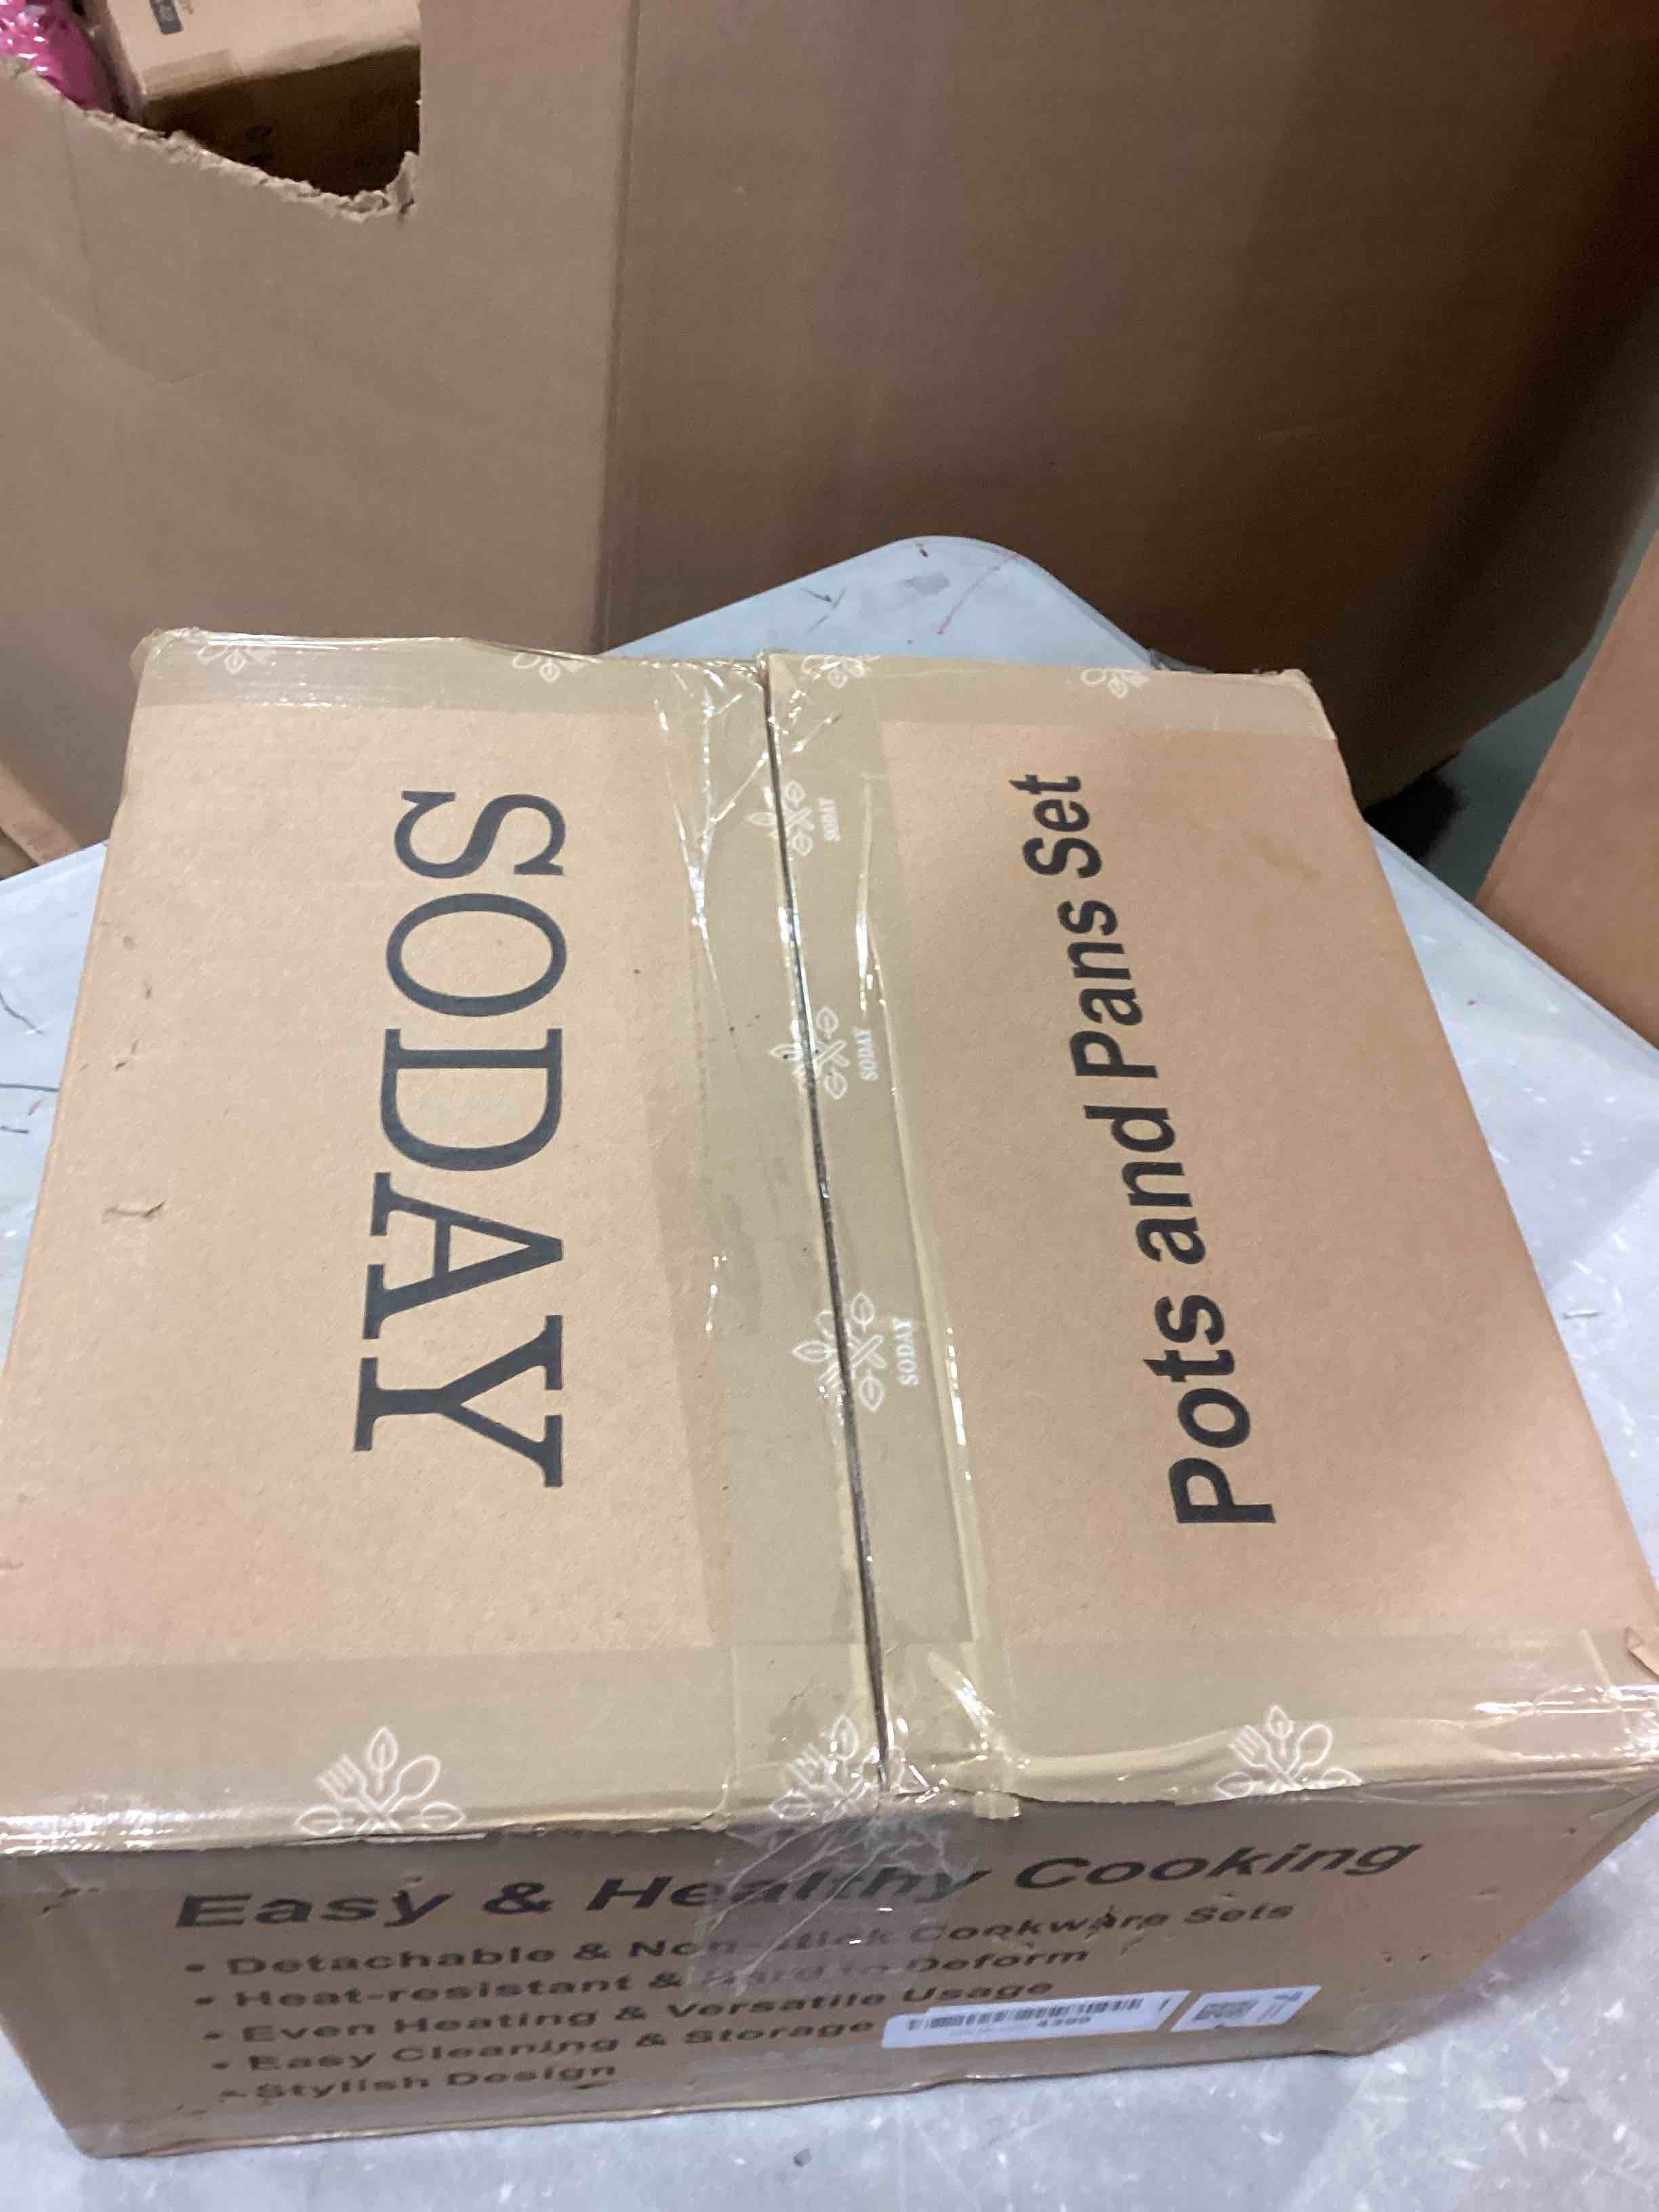 SODAY
Pots and Pans Set
SODAY
SODAY
SODAY
Easy & Healthy Cooking
• Detachable & Non-stick Cookware Sets
• Heat-resistant & Hard to Deform
• Even Heating & Versatile Usage
• Easy Cleaning & Storage
• Stylish Design